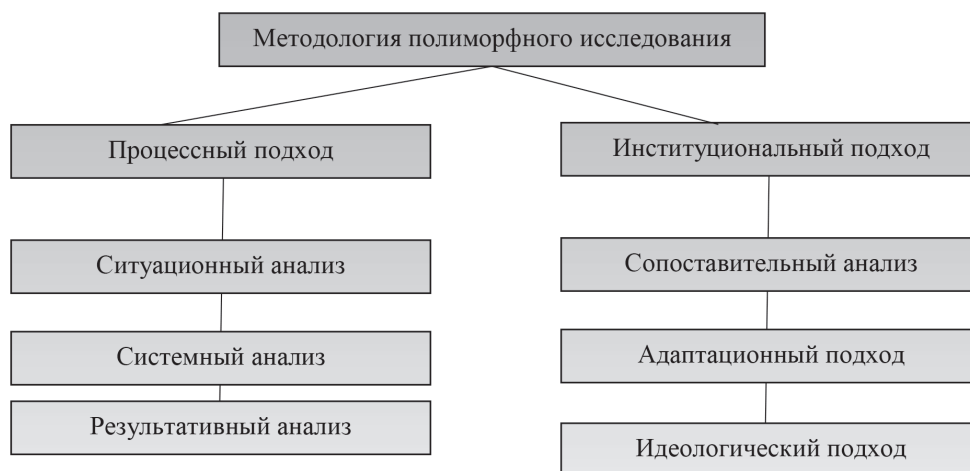 Методология полиморфного исследования
Процессный подход
Институциональный подход
Ситуационный анализ
Сопоставительный анализ
Системный анализ
Адаптационный подход
Результативный анализ
Идеологический подход